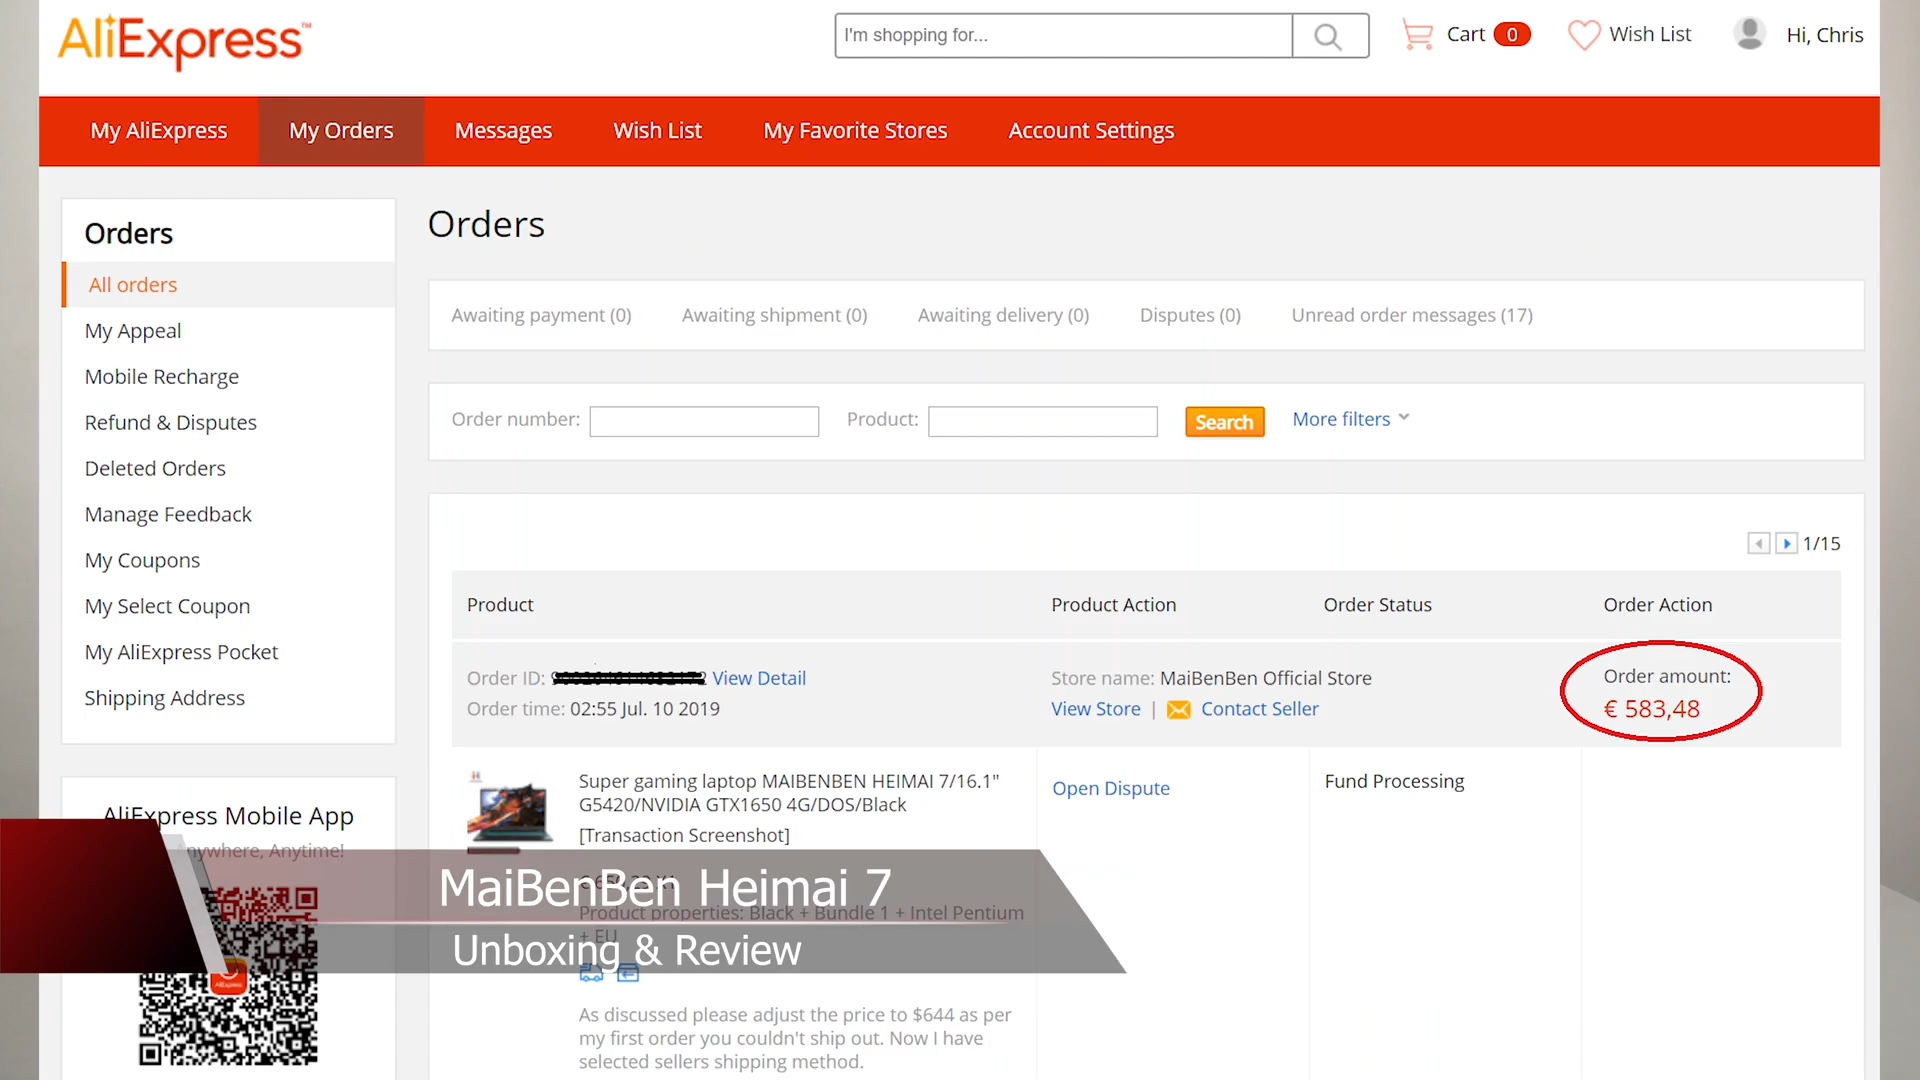 AliExpress™
I'm shopping for...
Cart 0
Wish List
Hi, Chris
My AliExpress
My Orders
Messages
Wish List
My Favorite Stores
Account Settings
Orders
All orders
My Appeal
Mobile Recharge
Refund & Disputes
Deleted Orders
Manage Feedback
My Coupons
My Select Coupon
My AliExpress Pocket
Shipping Address
AliExpress Mobile App
Anywhere, Anytime!
Orders
Awaiting payment (0)
Awaiting shipment (0)
Awaiting delivery (0)
Disputes (0)
Unread order messages (17)
Order number:
Product:
Search
More filters
1/15
Product
Product Action
Order Status
Order Action
Order ID: View Detail
Order time: 02:55 Jul. 10 2019
Store name: MaiBenBen Official Store
View Store | Contact Seller
Order amount:
€ 583,48
Super gaming laptop MAIBENBEN HEIMAI 7/16.1"
G5420/NVIDIA GTX1650 4G/DOS/Black
[Transaction Screenshot]
Open Dispute
Fund Processing
MaiBenBen Heimai 7
Product properties: Black + Bundle 1 + Intel Pentium
+ EU
Unboxing & Review
As discussed please adjust the price to $644 as per
my first order you couldn't ship out. Now I have
selected sellers shipping method.